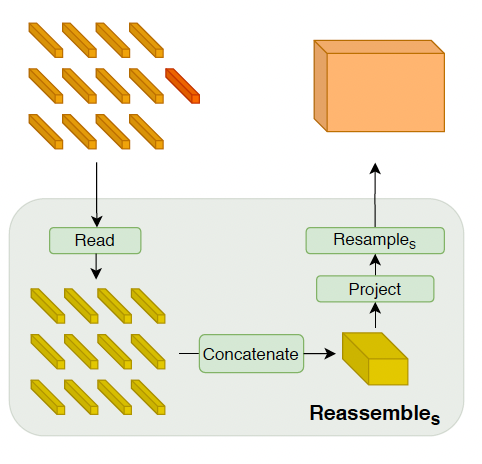 Read
Resample_s
Project
Concatenate
Reassemble_s